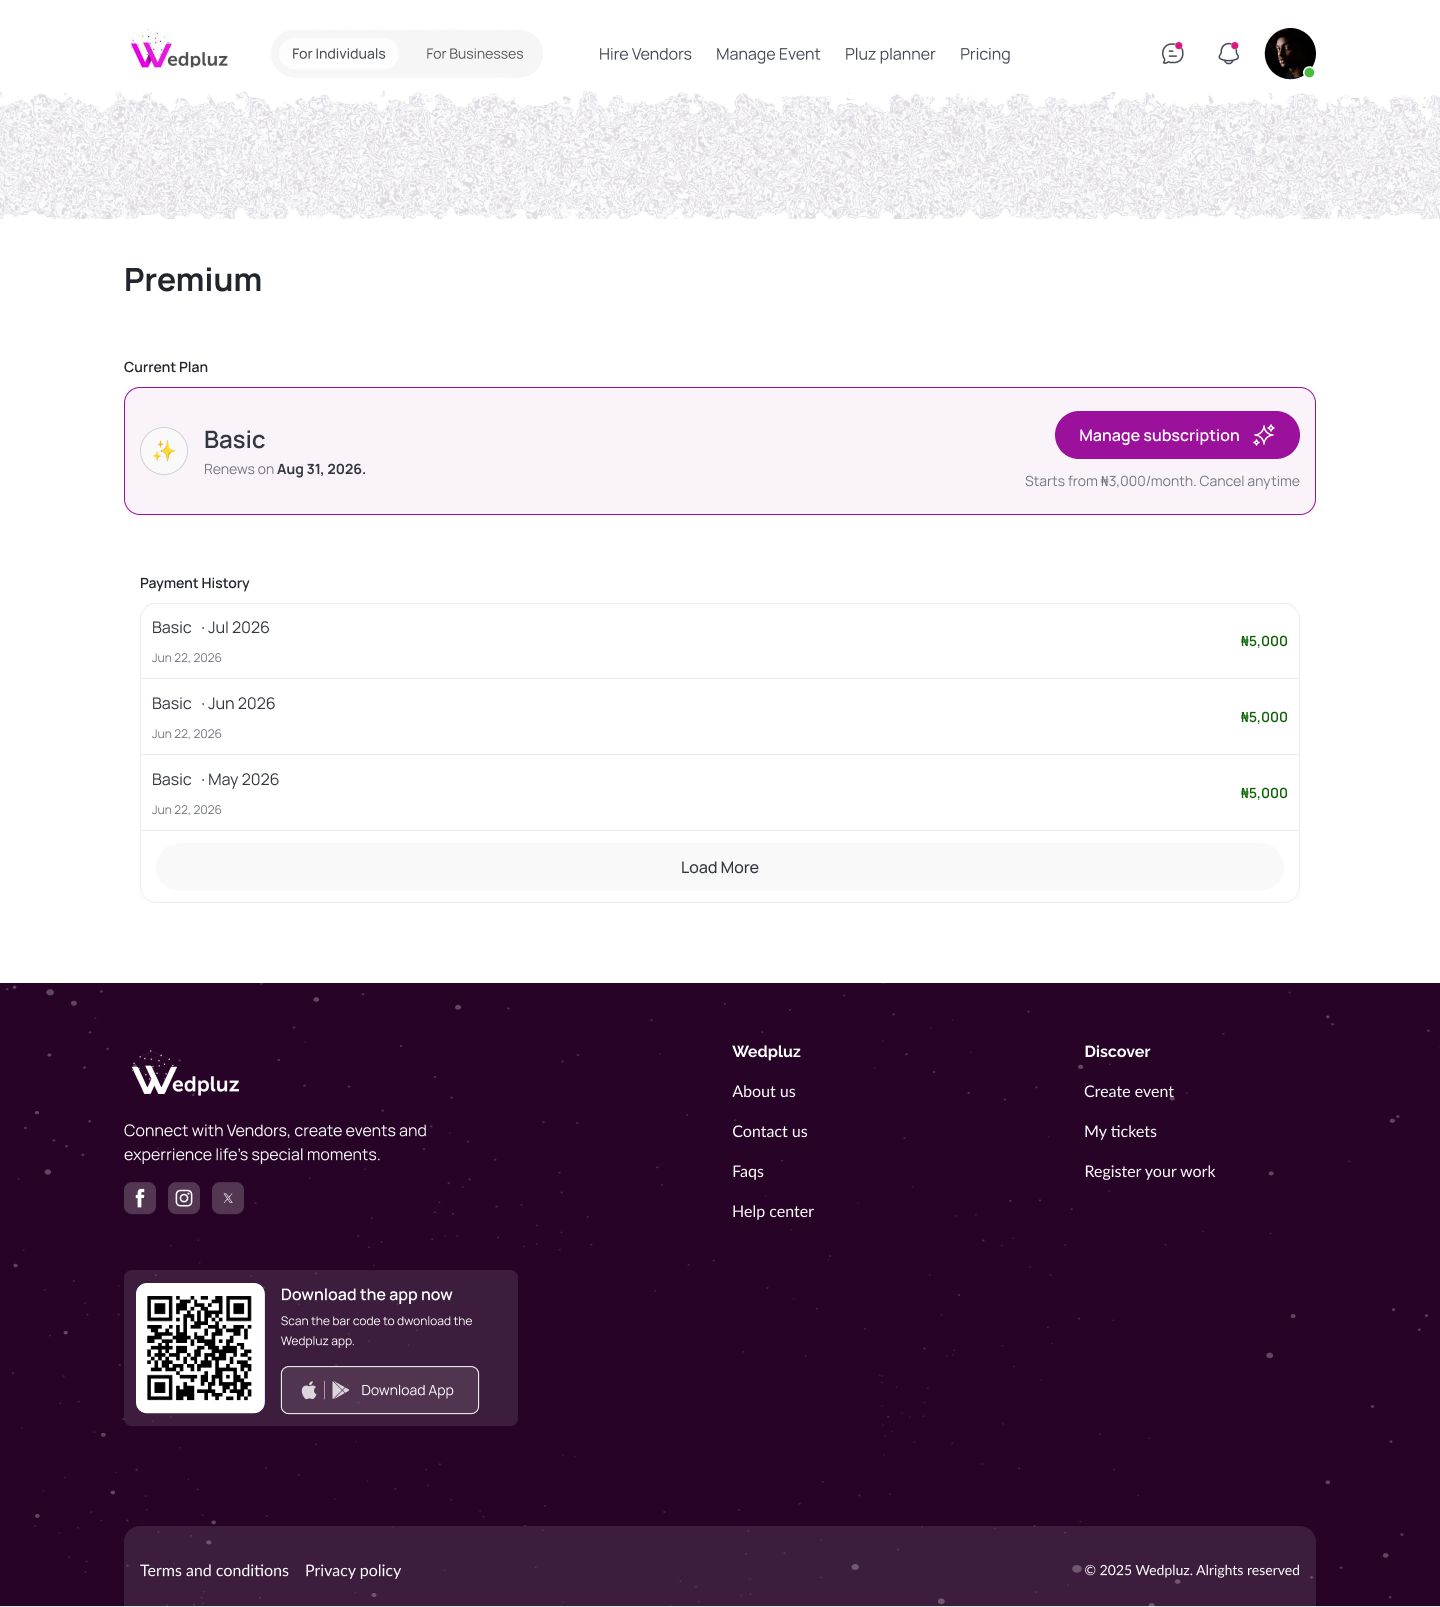 Wedpluz
For Individuals
For Businesses
Hire Vendors
Manage Event
Pluz planner
Pricing
Premium
Current Plan
✨
Basic
Renews on Aug 31, 2026.
Manage subscription
Starts from ₦3,000/month. Cancel anytime
Payment History
Basic · Jul 2026
Jun 22, 2026
₦5,000
Basic · Jun 2026
Jun 22, 2026
₦5,000
Basic · May 2026
Jun 22, 2026
₦5,000
Load More
Wedpluz
Connect with Vendors, create events and
experrience life's special moments.
f
𝕏
Wedpluz
About us
Contact us
Faqs
Help center
Discover
Create event
My tickets
Register your work
Download the app now
Scan the bar code to dwonload the
Wedpluz app.
Download App
Terms and conditions
Privacy policy
© 2025 Wedpluz. Alrights reserved